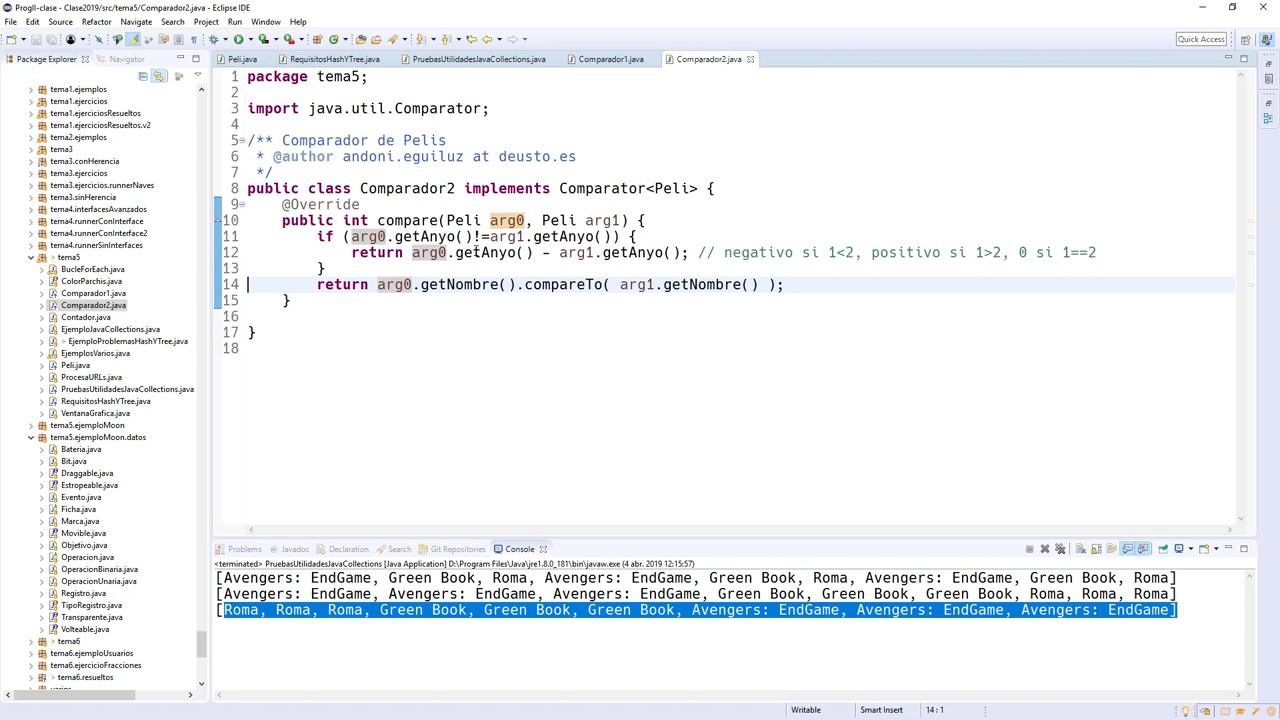 ProgII-clase - Clase2019/src/tema5/Comparador2.java - Eclipse IDE
File Edit Source Refactor Navigate Search Project Run Window Help
Quick Access
Package Explorer Navigator
tema1.ejemplos
tema1.ejercicios
tema1.ejerciciosResueltos
tema1.ejerciciosResueltos.v2
tema2.ejemplos
tema3
tema3.conHerencia
tema3.ejercicios
tema3.ejercicios.runnerNaves
tema3.sinHerencia
tema4.interfacesAvanzados
tema4.runnerConInterface
tema4.runnerConInterface2
tema4.runnerSinInterfaces
> tema5
BucleForEach.java
ColorParchis.java
Comparador1.java
Comparador2.java
Contador.java
EjemploJavaCollections.java
> EjemploProblemasHashYTree.java
EjemplosVarios.java
Peli.java
ProcesaURLs.java
PruebasUtilidadesJavaCollections.java
RequisitosHashYTree.java
VentanaGrafica.java
tema5.ejemploMoon
tema5.ejemploMoon.datos
Bateria.java
Bit.java
Draggable.java
Estropeable.java
Evento.java
Ficha.java
Marca.java
Movible.java
Objetivo.java
Operacion.java
OperacionBinaria.java
OperacionUnaria.java
Registro.java
TipoRegistro.java
Transparente.java
Volteable.java
> tema6
tema6.ejemploUsuarios
tema6.ejercicioFracciones
> tema6.resueltos
varios
Peli.java RequisitosHashYTree.java PruebasUtilidadesJavaCollections.java Comparador1.java Comparador2.java
1 package tema5;
2
3 import java.util.Comparator;
4
5 /** Comparador de Pelis
6 * @author andoni.eguiluz at deusto.es
7 */
8 public class Comparador2 implements Comparator<Peli> {
9 @Override
10 public int compare(Peli arg0, Peli arg1) {
11 if (arg0.getAnyo()!=arg1.getAnyo()) {
12 return arg0.getAnyo() - arg1.getAnyo(); // negativo si 1<2, positivo si 1>2, 0 si 1==2
13 }
14 return arg0.getNombre().compareTo( arg1.getNombre() );
15 }
16
17 }
18
Problems Javadoc Declaration Search Git Repositories Console
<terminated> PruebasUtilidadesJavaCollections [Java Application] D:\Program Files\Java\jre1.8.0_181\bin\javaw.exe (4 abr. 2019 12:15:57)
[Avengers: EndGame, Green Book, Roma, Avengers: EndGame, Green Book, Roma, Avengers: EndGame, Green Book, Roma]
[Avengers: EndGame, Avengers: EndGame, Avengers: EndGame, Green Book, Green Book, Green Book, Roma, Roma, Roma]
[Roma, Roma, Roma, Green Book, Green Book, Green Book, Avengers: EndGame, Avengers: EndGame, Avengers: EndGame]
Writable Smart Insert 14 : 1